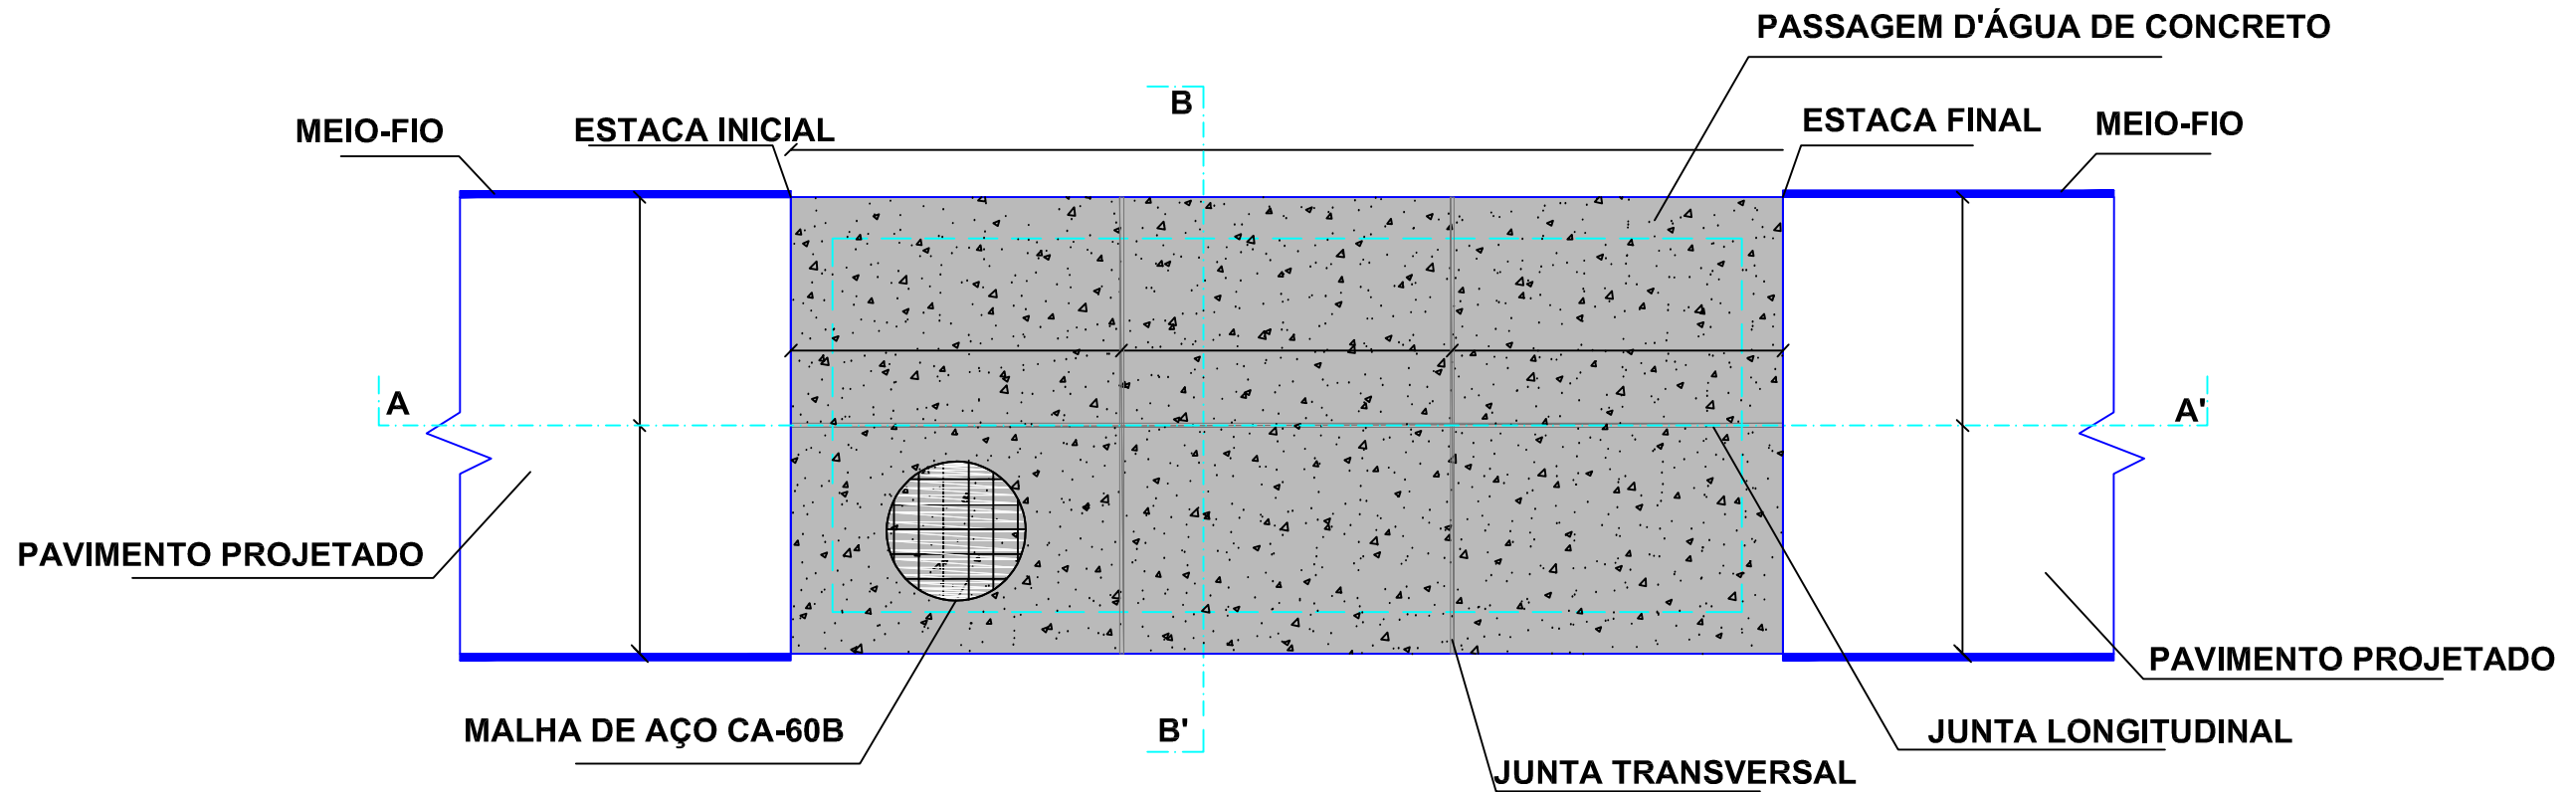 PASSAGEM D'ÁGUA DE CONCRETO
B
MEIO-FIO
ESTACA INICIAL
ESTACA FINAL
MEIO-FIO
A
A'
PAVIMENTO PROJETADO
PAVIMENTO PROJETADO
MALHA DE AÇO CA-60B
B'
JUNTA LONGITUDINAL
JUNTA TRANSVERSAL